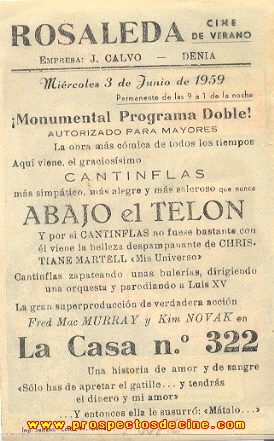 ROSALEDA CINE
DE VERANO
EMPRESA: J. CALVO — DENIA
Miércoles 3 de Junio de 1959
Permanente de las 9 a 1 de la noche
¡Monumental Programa Doble!
AUTORIZADO PARA MAYORES
La obra más cómica de todos los tiempos
Aquí viene, el graciosísimo
CANTINFLAS
más simpático, más alegre y más saleroso que nunca
ABAJO el TELON
Y por si CANTINFLAS no fuese bastante con
él viene la belleza despampanante de CHRIS-
TIANE MARTELL «Mis Universo»
Cantinflas zapateando unas bulerías, dirigiendo
una orquesta y parodiando a Luis XV
La gran superproducción de verdadera acción
Fred Mac MURRAY y Kim NOVAK en
La Casa n.º 322
Una historia de amor y de sangre
«Sólo has de apretar el gatillo... y tendrás
el dinero y mi amor»
...Y entonces ella le susurró: «Mátalo...»
www.prospectosdecine.com